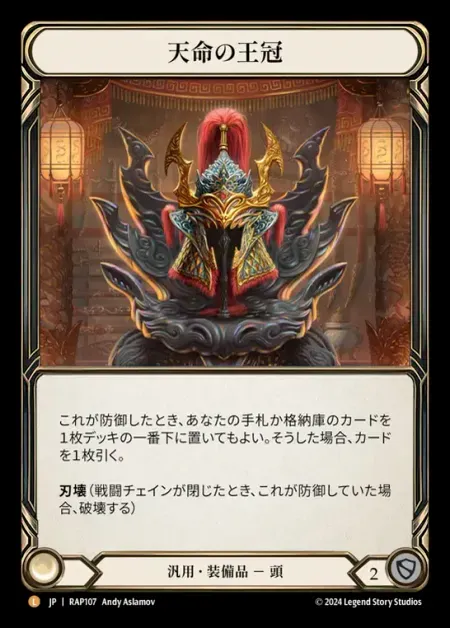 天命の王冠
これが防御したとき、あなたの手札か格納庫のカードを
1枚デッキの一番下に置いてもよい。そうした場合、カード
を1枚引く。
刃壊（戦闘チェインが閉じたとき、これが防御していた場
合、破壊する）
汎用・装備品 － 頭
2
L JP | RAP107 Andy Aslamov
© 2024 Legend Story Studios